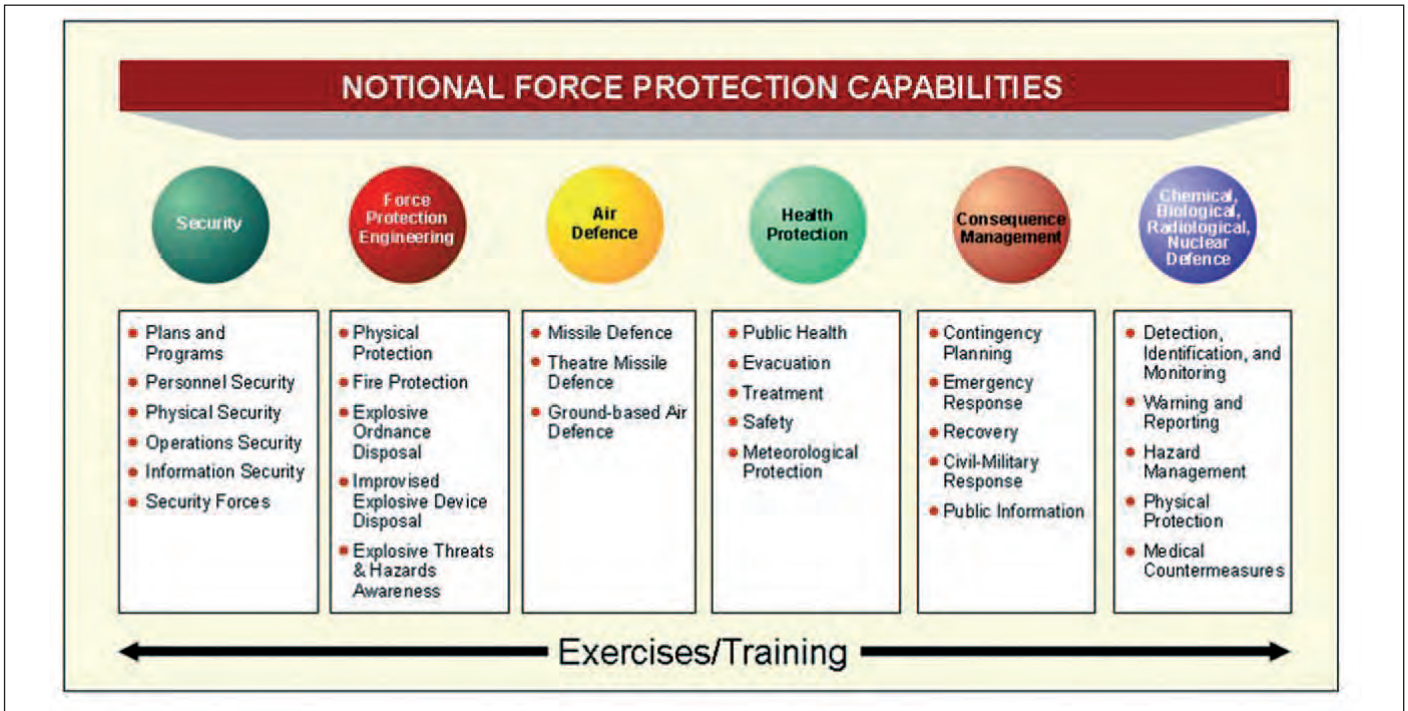 NOTIONAL FORCE PROTECTION CAPABILITIES
Security
Force
Protection
Engineering
Air
Defence
Health
Protection
Consequence
Management
Chemical,
Biological,
Radiological,
Nuclear
Defence
Plans and
Programs
Personnel Security
Physical Security
Operations Security
Information Security
Security Forces
Physical
Protection
Fire Protection
Explosive
Ordnance
Disposal
Improvised
Explosive Device
Disposal
Explosive Threats
& Hazards
Awareness
Missile Defence
Theatre Missile
Defence
Ground-based Air
Defence
Public Health
Evacuation
Treatment
Safety
Meteorological
Protection
Contingency
Planning
Emergency
Response
Recovery
Civil-Military
Response
Public Information
Detection,
Identification, and
Monitoring
Warning and
Reporting
Hazard
Management
Physical
Protection
Medical
Countermeasures
Exercises/Training